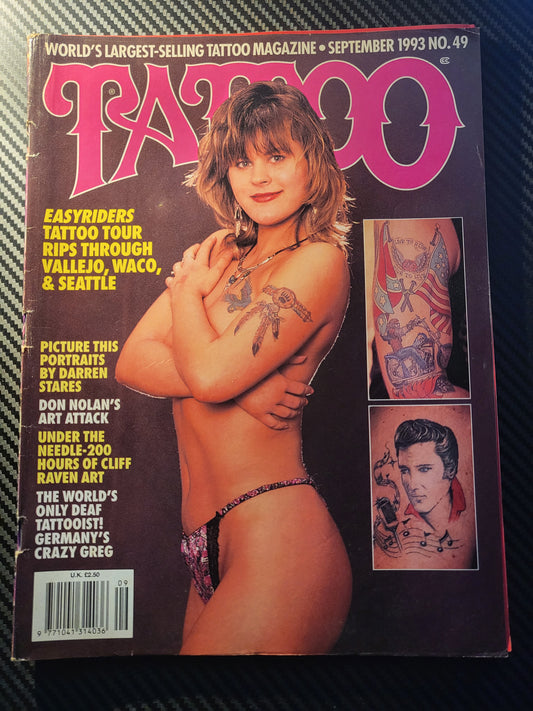 WORLD'S LARGEST-SELLING TATTOO MAGAZINE • SEPTEMBER 1993 NO. 49
TATTOO
®
EASYRIDERS
TATTOO TOUR
RIPS THROUGH
VALLEJO, WACO,
& SEATTLE
PICTURE THIS
PORTRAITS
BY DARREN
STARES
DON NOLAN'S
ART ATTACK
UNDER THE
NEEDLE-200
HOURS OF CLIFF
RAVEN ART
THE WORLD'S
ONLY DEAF
TATTOOIST!
GERMANY'S
CRAZY GREG
U.K. £2.50
09
9 771041 314036